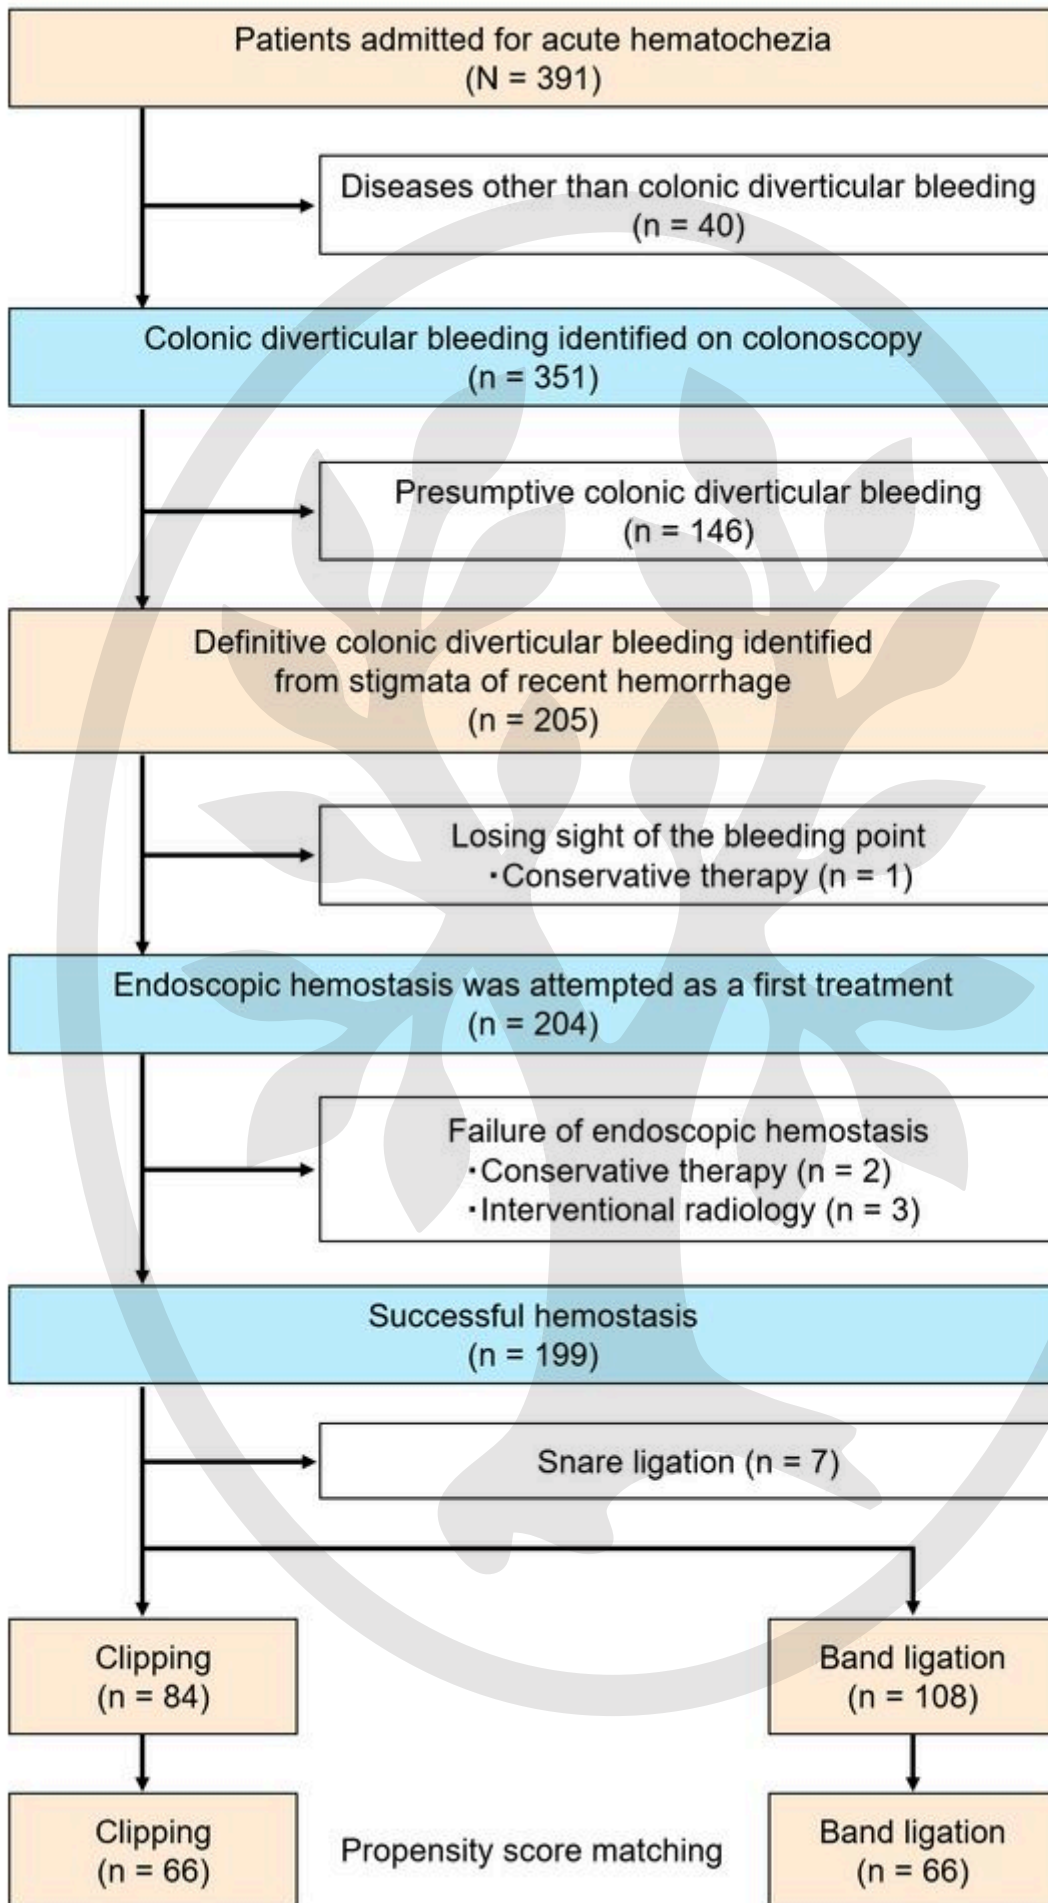 Patients admitted for acute hematochezia
(N = 391)
Diseases other than colonic diverticular bleeding
(n = 40)
Colonic diverticular bleeding identified on colonoscopy
(n = 351)
Presumptive colonic diverticular bleeding
(n = 146)
Definitive colonic diverticular bleeding identified
from stigmata of recent hemorrhage
(n = 205)
Losing sight of the bleeding point
・Conservative therapy (n = 1)
Endoscopic hemostasis was attempted as a first treatment
(n = 204)
Failure of endoscopic hemostasis
・Conservative therapy (n = 2)
・Interventional radiology (n = 3)
Successful hemostasis
(n = 199)
Snare ligation (n = 7)
Clipping
(n = 84)
Band ligation
(n = 108)
Clipping
(n = 66)
Propensity score matching
Band ligation
(n = 66)